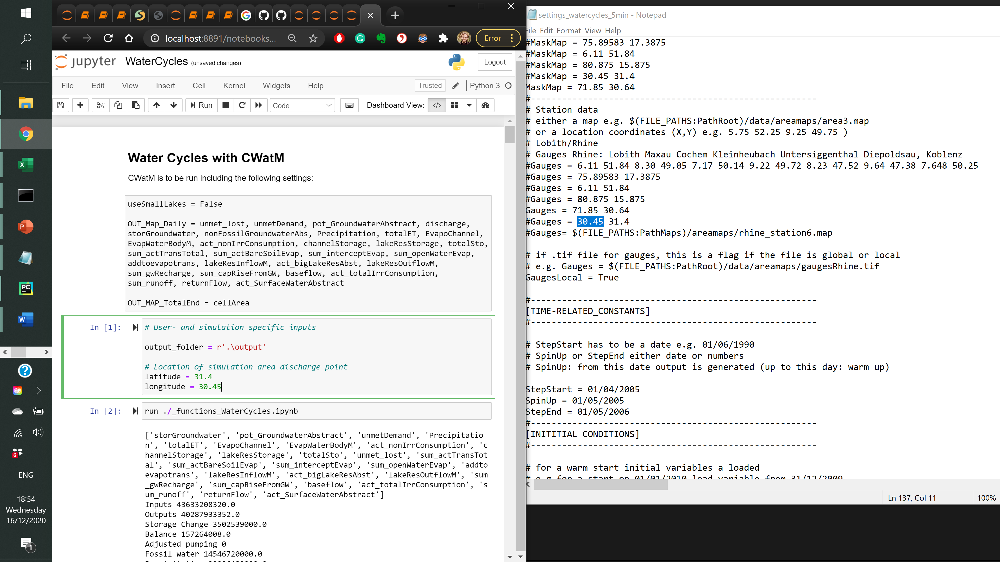 localhost:8891/notebooks...
Error
jupyter
WaterCycles (unsaved changes)
Logout
File Edit View Insert Cell Kernel Widgets Help
Trusted
Python 3
Run
Code
Dashboard View:
Water Cycles with CWatM
CWatM is to be run including the following settings:
useSmallLakes = False
OUT_Map_Daily = unmet_lost, unmetDemand, pot_GroundwaterAbstract, discharge,
storGroundwater, nonFossilGroundwaterAbs, Precipitation, totalET, EvapoChannel,
EvapWaterBodyM, act_nonIrrConsumption, channelStorage, lakeResStorage, totalSto,
sum_actTransTotal, sum_actBareSoilEvap, sum_interceptEvap, sum_openWaterEvap,
addtoevapotrans, lakeResInflowM, act_bigLakeResAbst, lakeResOutflowM,
sum_gwRecharge, sum_capRiseFromGW, baseflow, act_totalIrrConsumption,
sum_runoff, returnFlow, act_SurfaceWaterAbstract
OUT_MAP_TotalEnd = cellArea
In [1]:
# User- and simulation specific inputs
output_folder = r'.\output'
# Location of simulation area discharge point
latitude = 31.4
longitude = 30.45
In [2]:
run ./_functions_WaterCycles.ipynb
['storGroundwater', 'pot_GroundwaterAbstract', 'unmetDemand', 'Precipitatio
n', 'totalET', 'EvapoChannel', 'EvapWaterBodyM', 'act_nonIrrConsumption', 'c
hannelStorage', 'lakeResStorage', 'totalSto', 'unmet_lost', 'sum_actTransTot
al', 'sum_actBareSoilEvap', 'sum_interceptEvap', 'sum_openWaterEvap', 'addto
evapotrans', 'lakeResInflowM', 'act_bigLakeResAbst', 'lakeResOutflowM', 'sum
_gwRecharge', 'sum_capRiseFromGW', 'baseflow', 'act_totalIrrConsumption', 's
um_runoff', 'returnFlow', 'act_SurfaceWaterAbstract']
Inputs 43633208320.0
Outputs 40287933352.0
Storage Change 3502539000.0
Balance 157264008.0
Adjusted pumping 0
Fossil water 14546720000.0
settings_watercycles_5min - Notepad
File Edit Format View Help
#MaskMap = 75.89583 17.3875
#MaskMap = 6.11 51.84
#MaskMap = 80.875 15.875
#MaskMap = 30.45 31.4
MaskMap = 71.85 30.64
#-------------------------------------------------------
# Station data
# either a map e.g. $(FILE_PATHS:PathRoot)/data/areamaps/area3.map
# or a location coordinates (X,Y) e.g. 5.75 52.25 9.25 49.75 )
# Lobith/Rhine
# Gauges Rhine: Lobith Maxau Cochem Kleinheubach Untersiggenthal Diepoldsau, Koblenz
#Gauges = 6.11 51.84 8.30 49.05 7.17 50.14 9.22 49.72 8.23 47.52 9.64 47.38 7.648 50.25
#Gauges = 75.89583 17.3875
#Gauges = 6.11 51.84
#Gauges = 80.875 15.875
Gauges = 71.85 30.64
#Gauges = 30.45 31.4
#Gauges= $(FILE_PATHS:PathMaps)/areamaps/rhine_station6.map
# if .tif file for gauges, this is a flag if the file is global or local
# e.g. Gauges = $(FILE_PATHS:PathRoot)/data/areamaps/gaugesRhine.tif
GaugesLocal = True
#-------------------------------------------------------
[TIME-RELATED_CONSTANTS]
#-------------------------------------------------------
# StepStart has to be a date e.g. 01/06/1990
# SpinUp or StepEnd either date or numbers
# SpinUp: from this date output is generated (up to this day: warm up)
StepStart = 01/04/2005
SpinUp = 01/05/2005
StepEnd = 01/05/2006
#-------------------------------------------------------
[INITITIAL CONDITIONS]
#-------------------------------------------------------
# for a warm start initial variables a loaded
# e.g for a start on 01/01/2010 load variable from 31/12/2009
Ln 137, Col 11
100%
X
P
PC
W
6
ENG
18:54
Wednesday
16/12/2020
1